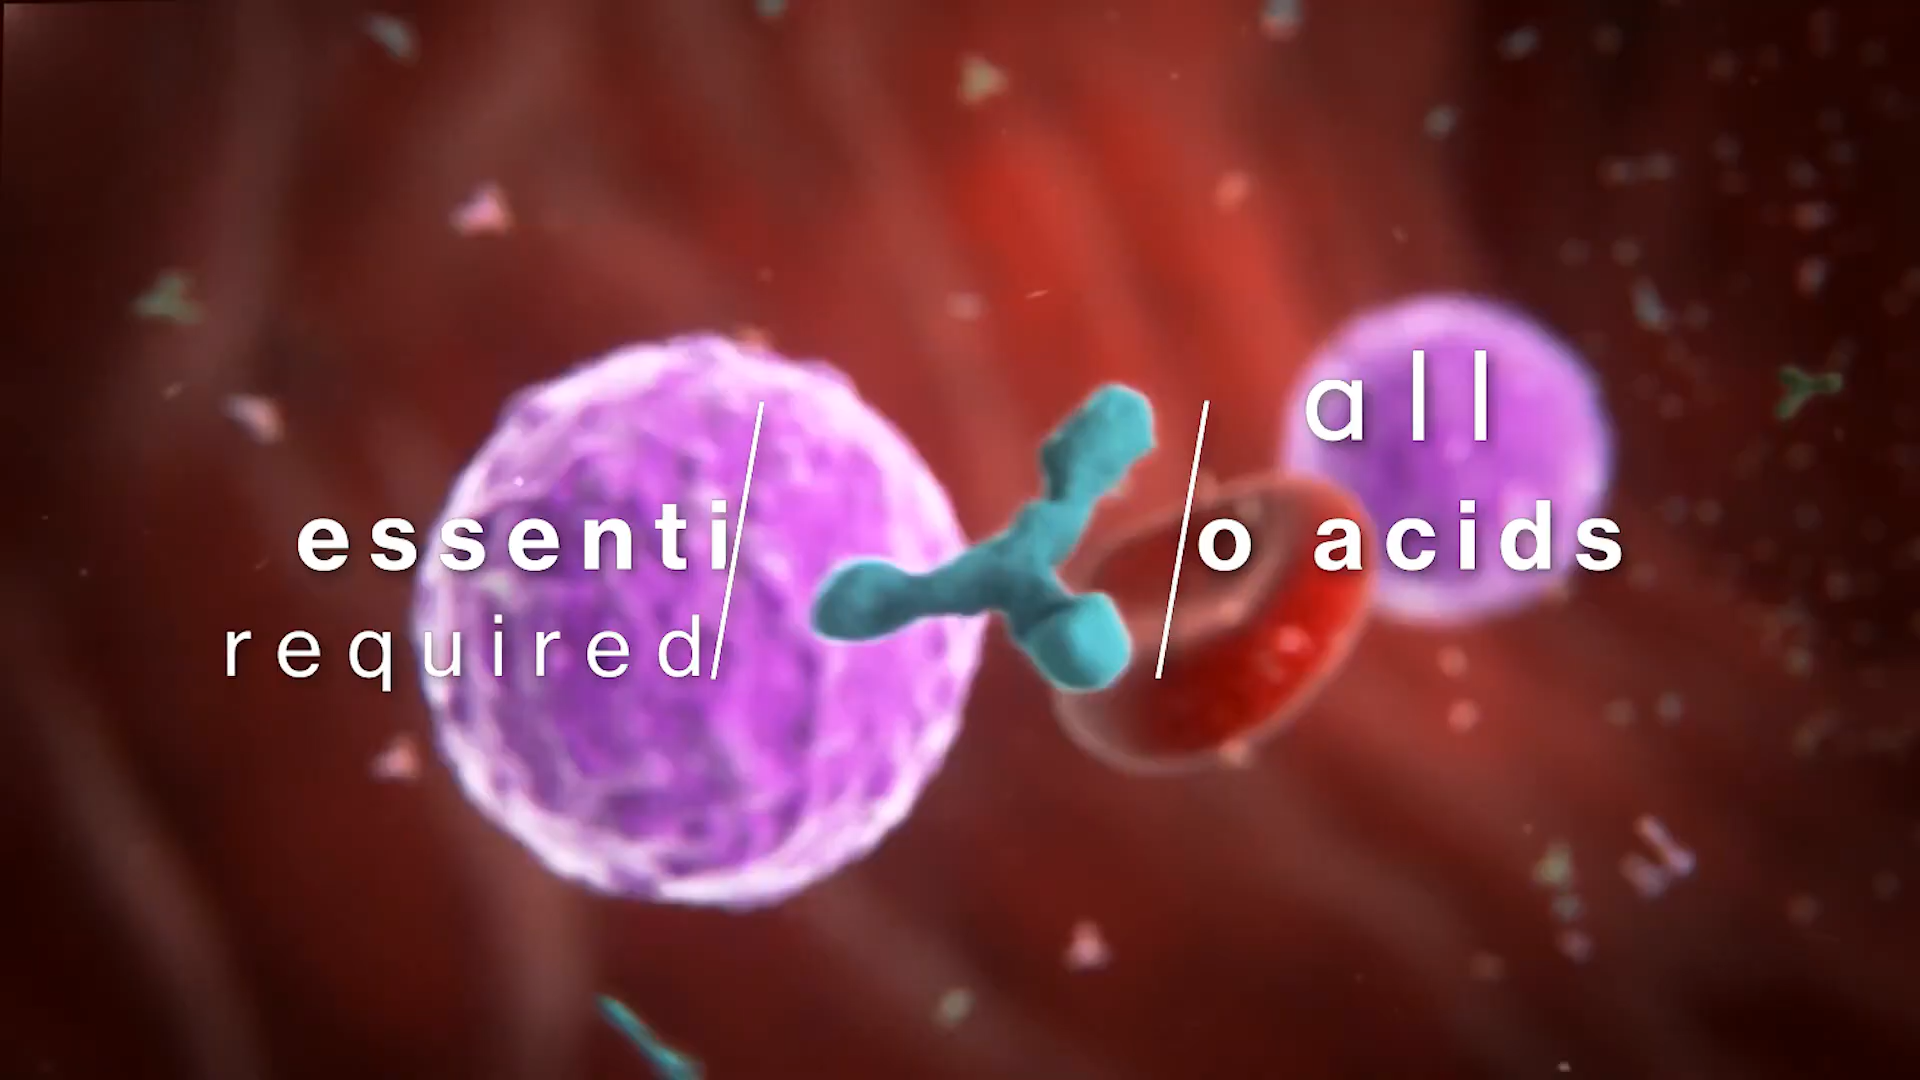 all
essenti o acids
required